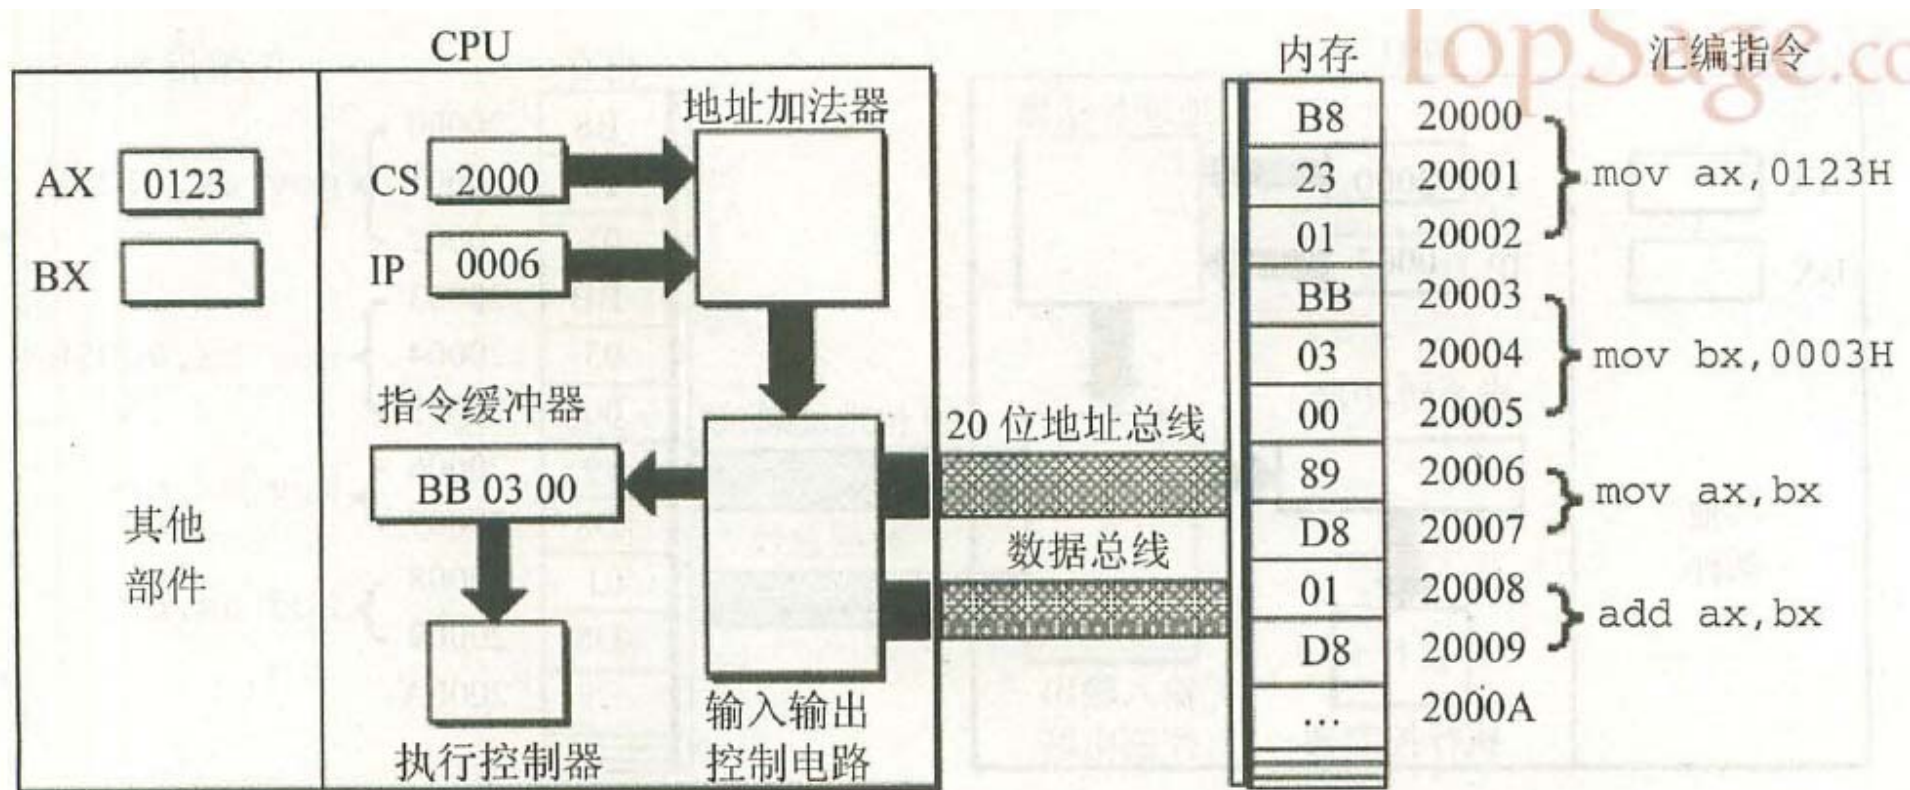 TopSage.co
CPU
内存
汇编指令
地址加法器
AX 0123
BX
CS 2000
IP 0006
指令缓冲器
BB 03 00
其他
部件
执行控制器
输入输出
控制电路
20 位地址总线
数据总线
B8 20000
23 20001
01 20002
mov ax,0123H
BB 20003
03 20004
00 20005
mov bx,0003H
89 20006
D8 20007
mov ax,bx
01 20008
D8 20009
add ax,bx
… 2000A